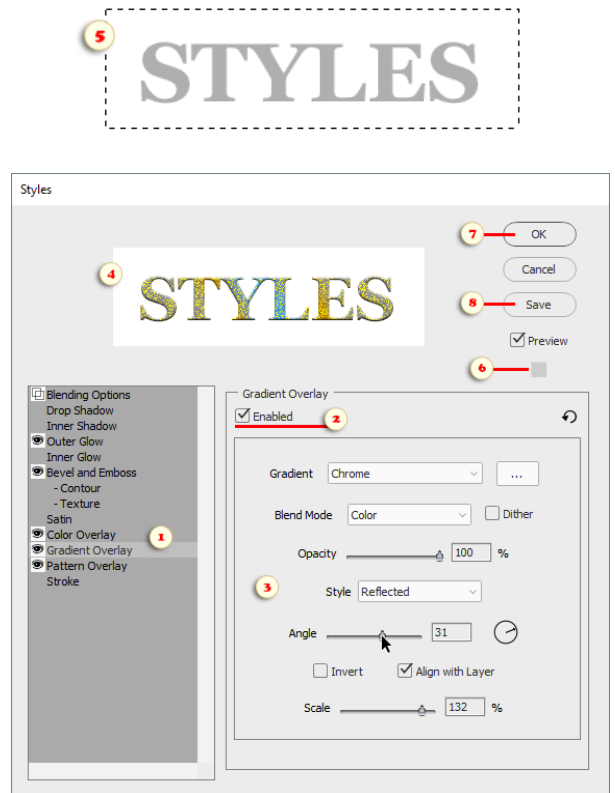 5
STYLES
Styles
7
OK
4
STYLES
Cancel
8
Save
Preview
6
Blending Options
Drop Shadow
Inner Shadow
Outer Glow
Inner Glow
Bevel and Emboss
- Contour
- Texture
Satin
Color Overlay
1
Gradient Overlay
Pattern Overlay
Stroke
Gradient Overlay
Enabled
2
Gradient Chrome ...
Blend Mode Color Dither
Opacity 100 %
3
Style Reflected
Angle 31
Invert Align with Layer
Scale 132 %